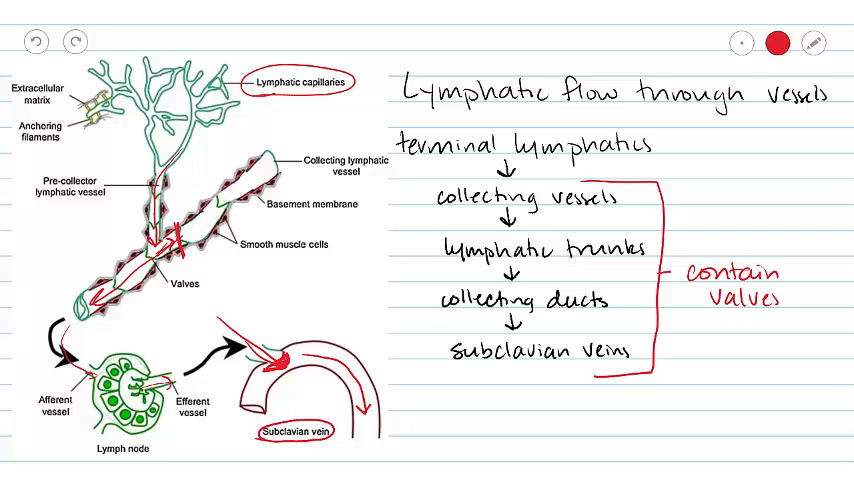 Lymphatic capillaries
Extracellular
matrix
Anchoring
filaments
Pre-collector
lymphatic vessel
Collecting lymphatic
vessel
Basement membrane
Smooth muscle cells
Valves
Afferent
vessel
Efferent
vessel
Lymph node
Subclavian vein
Lymphatic flow through vessels
terminal lymphatics
collecting vessels
lymphatic trunks
collecting ducts
subclavian veins
contain
valves